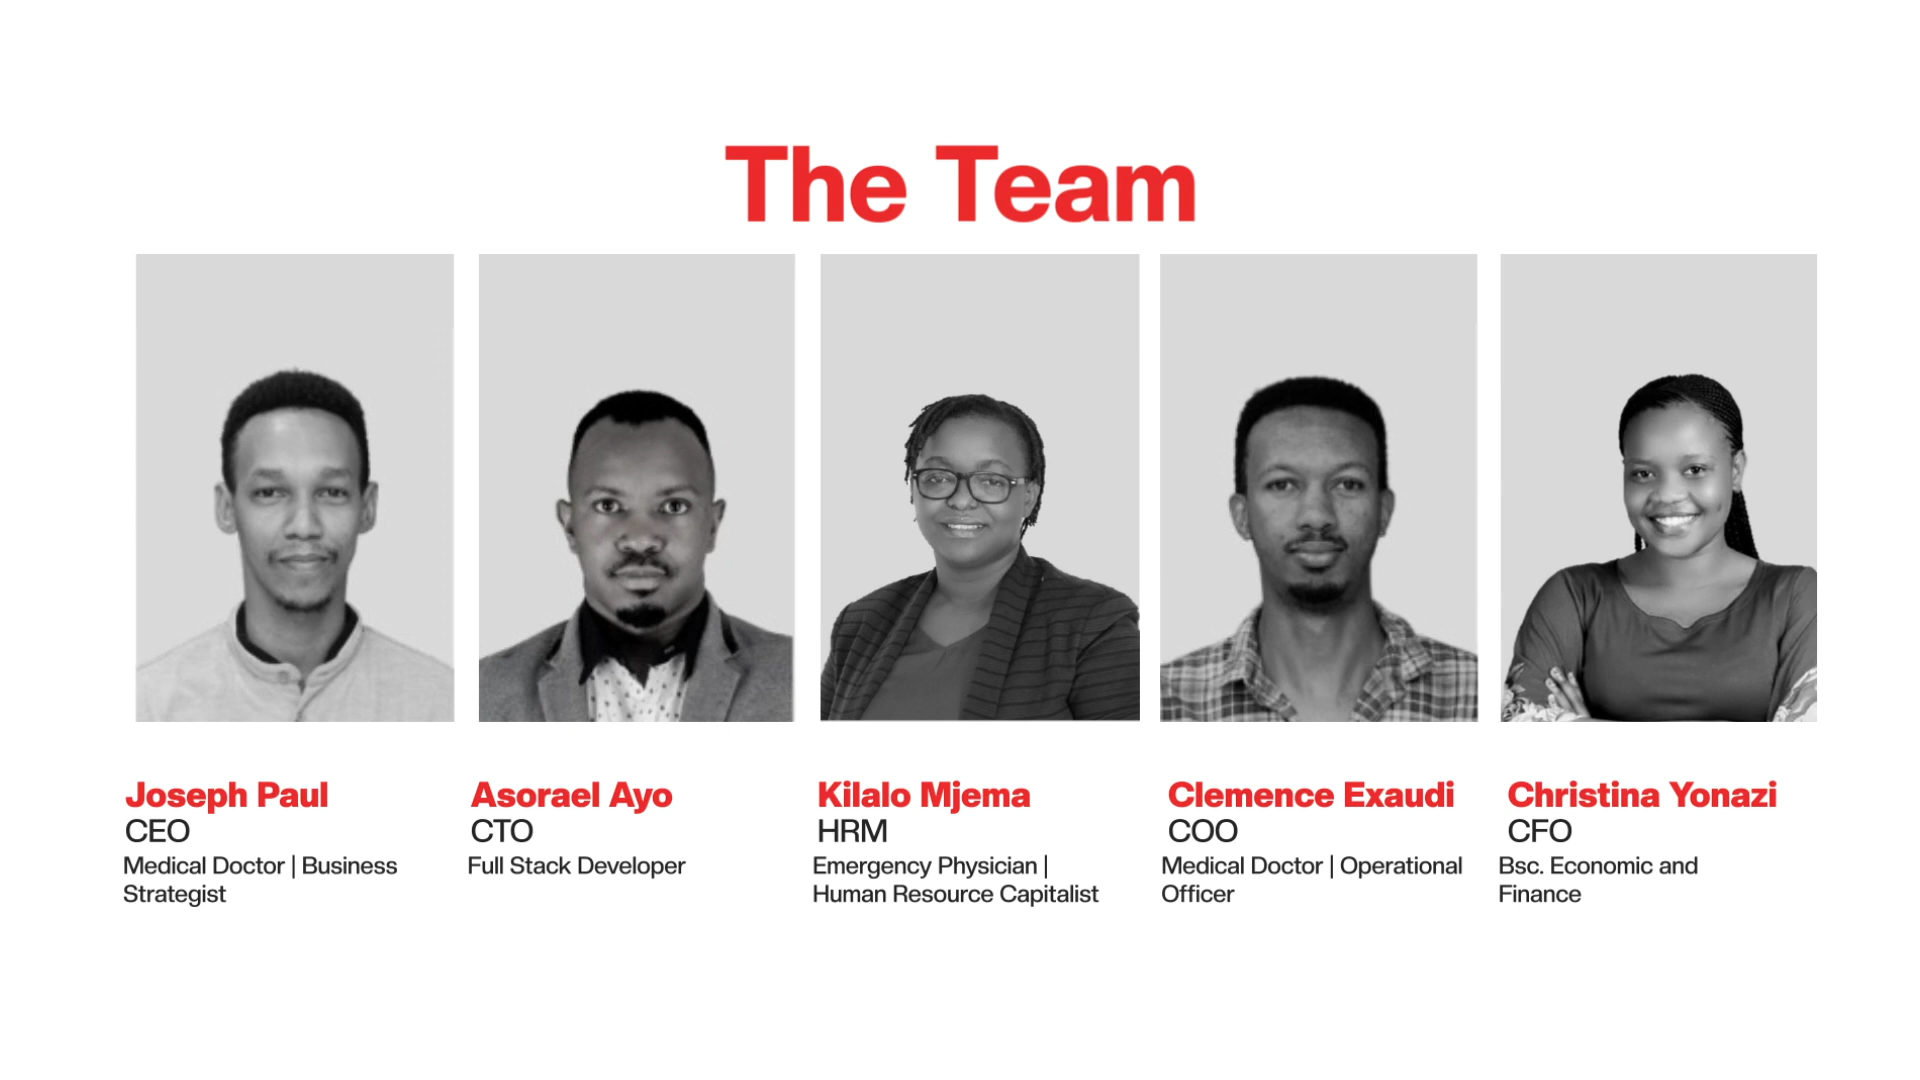 The Team
Joseph Paul
CEO
Medical Doctor | Business
Strategist
Asorael Ayo
CTO
Full Stack Developer
Kilalo Mjema
HRM
Emergency Physician |
Human Resource Capitalist
Clemence Exaudi
COO
Medical Doctor | Operational
Officer
Christina Yonazi
CFO
Bsc. Economic and
Finance